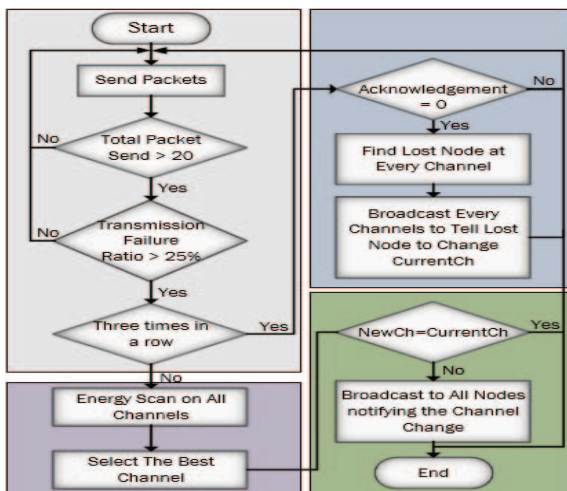 Start
Send Packets
No
Total Packet
Send > 20
Yes
No
Transmission
Failure
Ratio > 25%
Yes
Three times in
a row
Yes
No
Energy Scan on All
Channels
Select The Best
Channel
Acknowledgement
= 0
No
Yes
Find Lost Node at
Every Channel
Broadcast Every
Channels to Tell Lost
Node to Change
CurrentCh
NewCh=CurrentCh
Yes
No
Broadcast to All Nodes
notifying the Channel
Change
End